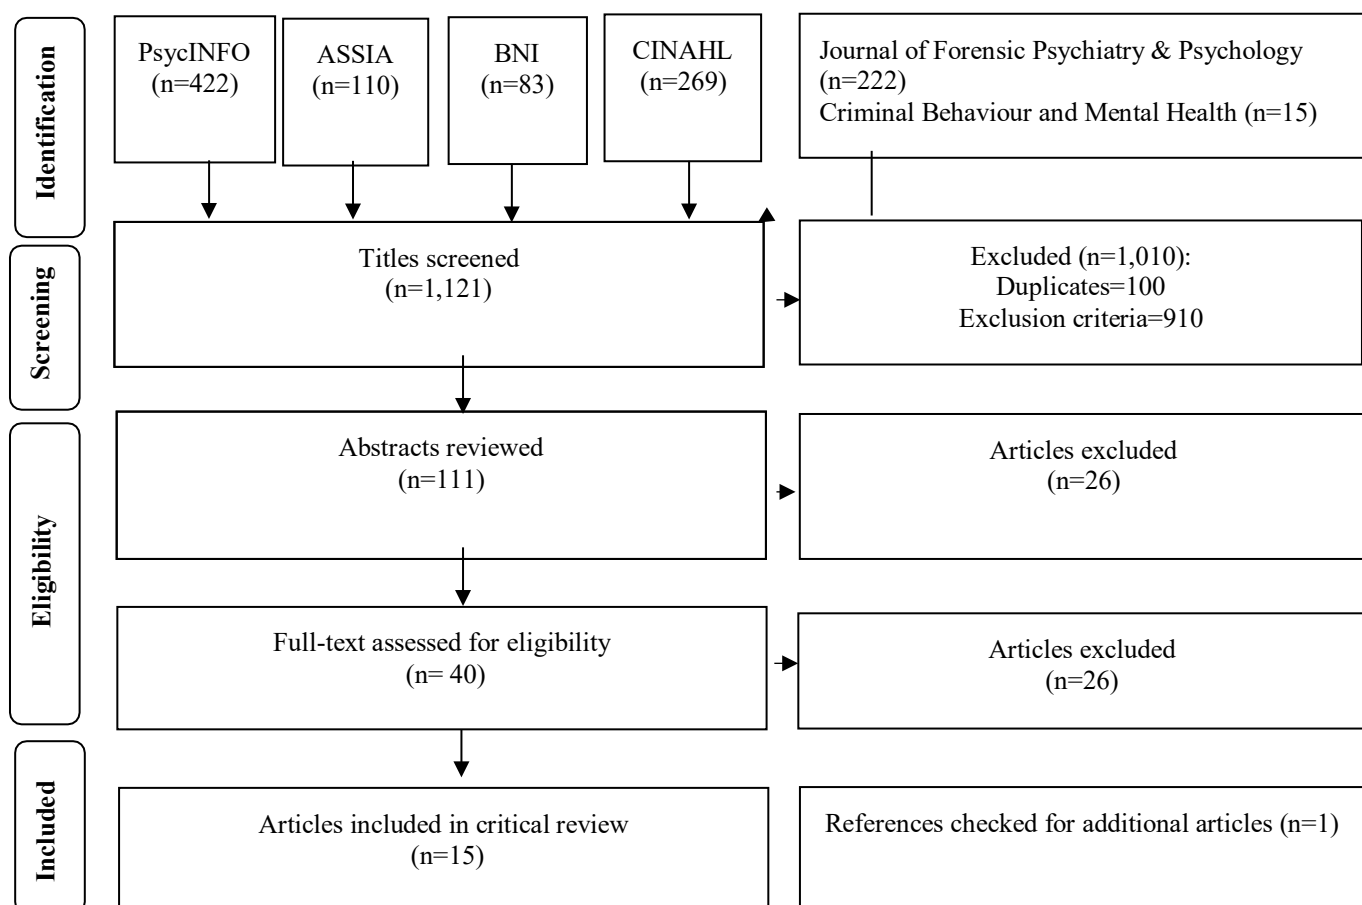 Identification
PsycINFO
(n=422)
ASSIA
(n=110)
BNI
(n=83)
CINAHL
(n=269)
Journal of Forensic Psychiatry & Psychology
(n=222)
Criminal Behaviour and Mental Health (n=15)
Screening
Titles screened
(n=1,121)
Excluded (n=1,010):
Duplicates=100
Exclusion criteria=910
Eligibility
Abstracts reviewed
(n=111)
Articles excluded
(n=26)
Full-text assessed for eligibility
(n= 40)
Articles excluded
(n=26)
Included
Articles included in critical review
(n=15)
References checked for additional articles (n=1)